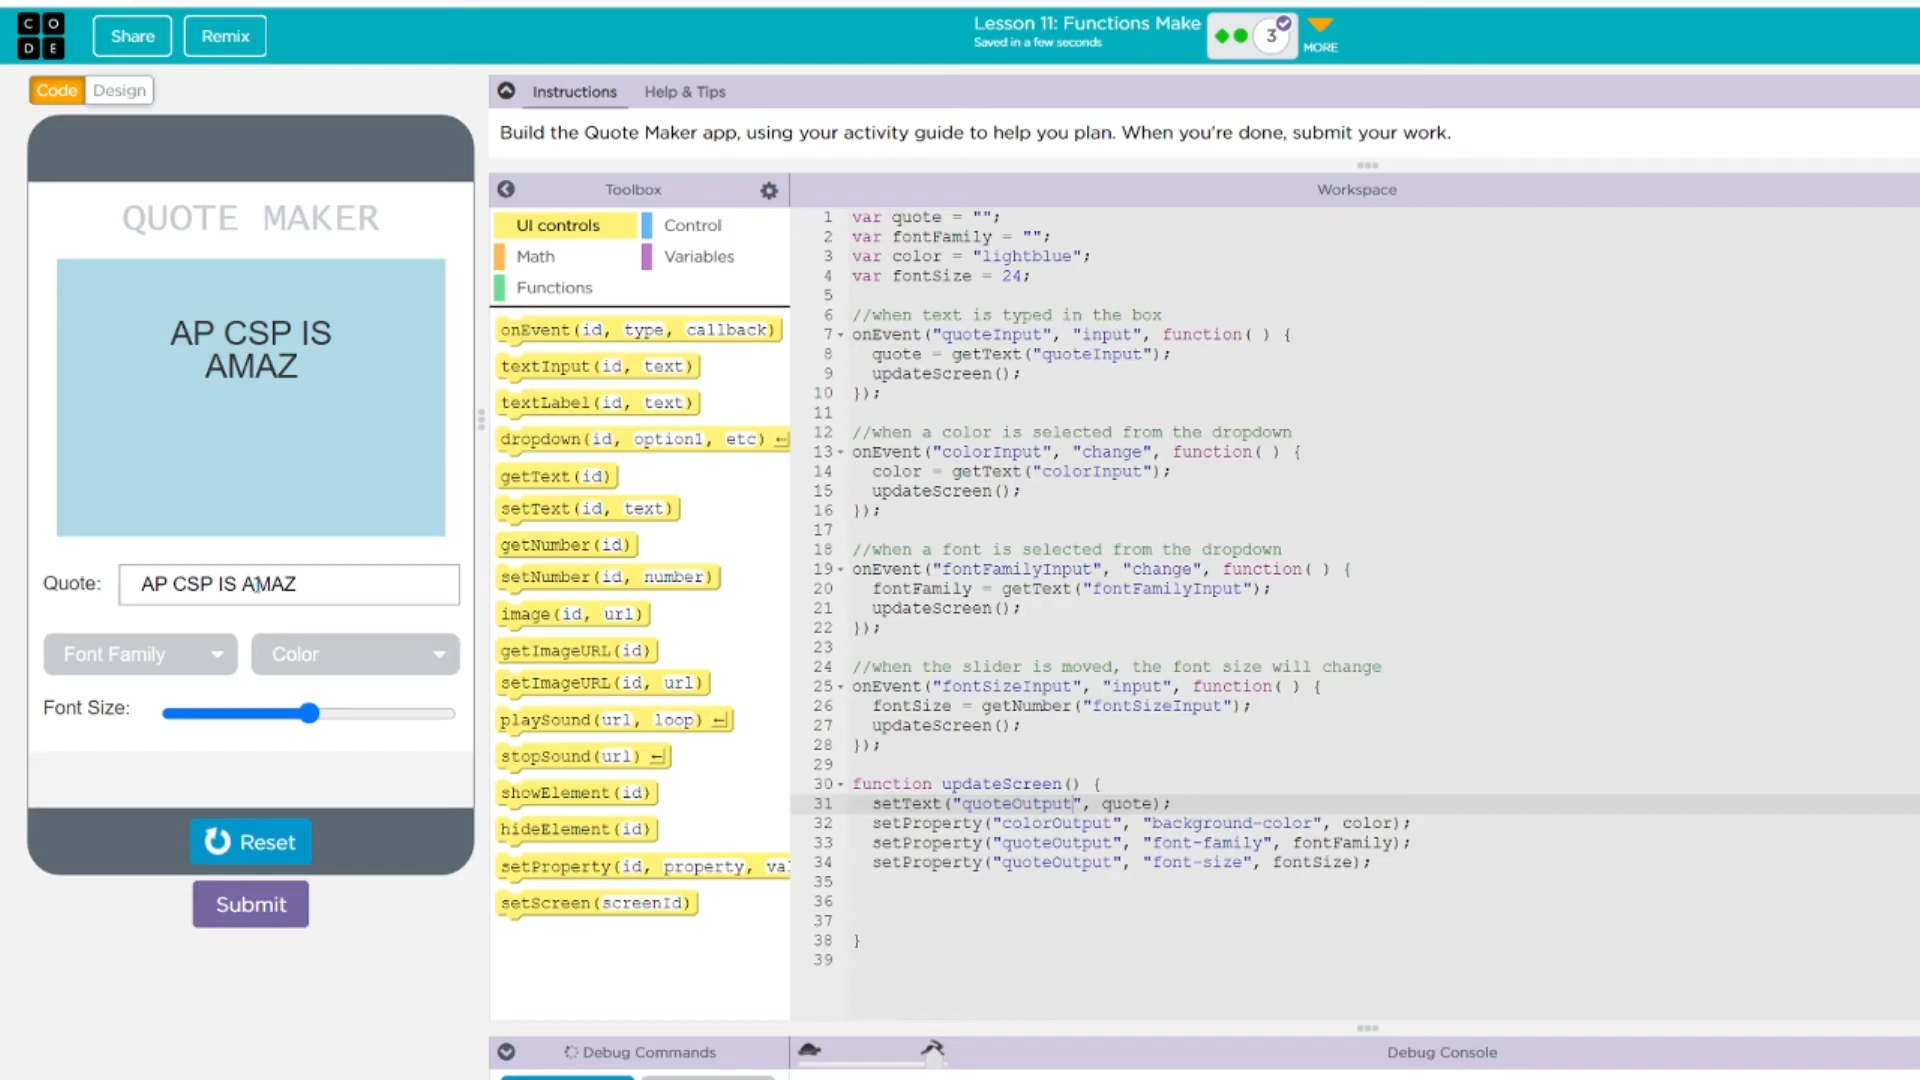 CODE
Share
Remix
Lesson 11: Functions Make
Saved in a few seconds
3
MORE
Code
Design
Instructions
Help & Tips
Build the Quote Maker app, using your activity guide to help you plan. When you're done, submit your work.
QUOTE MAKER
AP CSP IS
AMAZ
Quote:
AP CSP IS AMAZ
Font Family
Color
Font Size:
Reset
Submit
Toolbox
UI controls
Control
Math
Variables
Functions
onEvent(id, type, callback)
textInput(id, text)
textLabel(id, text)
dropdown(id, option1, etc)
getText(id)
setText(id, text)
getNumber(id)
setNumber(id, number)
image(id, url)
getImageURL(id)
setImageURL(id, url)
playSound(url, loop)
stopSound(url)
showElement(id)
hideElement(id)
setProperty(id, property, va
setScreen(screenId)
Workspace
1 var quote = "";
2 var fontFamily = "";
3 var color = "lightblue";
4 var fontSize = 24;
5
6 //when text is typed in the box
7 onEvent("quoteInput", "input", function( ) {
8 quote = getText("quoteInput");
9 updateScreen();
10 });
11
12 //when a color is selected from the dropdown
13 onEvent("colorInput", "change", function( ) {
14 color = getText("colorInput");
15 updateScreen();
16 });
17
18 //when a font is selected from the dropdown
19 onEvent("fontFamilyInput", "change", function( ) {
20 fontFamily = getText("fontFamilyInput");
21 updateScreen();
22 });
23
24 //when the slider is moved, the font size will change
25 onEvent("fontSizeInput", "input", function( ) {
26 fontSize = getNumber("fontSizeInput");
27 updateScreen();
28 });
29
30 function updateScreen() {
31 setText("quoteOutput", quote);
32 setProperty("colorOutput", "background-color", color);
33 setProperty("quoteOutput", "font-family", fontFamily);
34 setProperty("quoteOutput", "font-size", fontSize);
35
36
37
38 }
39
Debug Commands
Debug Console